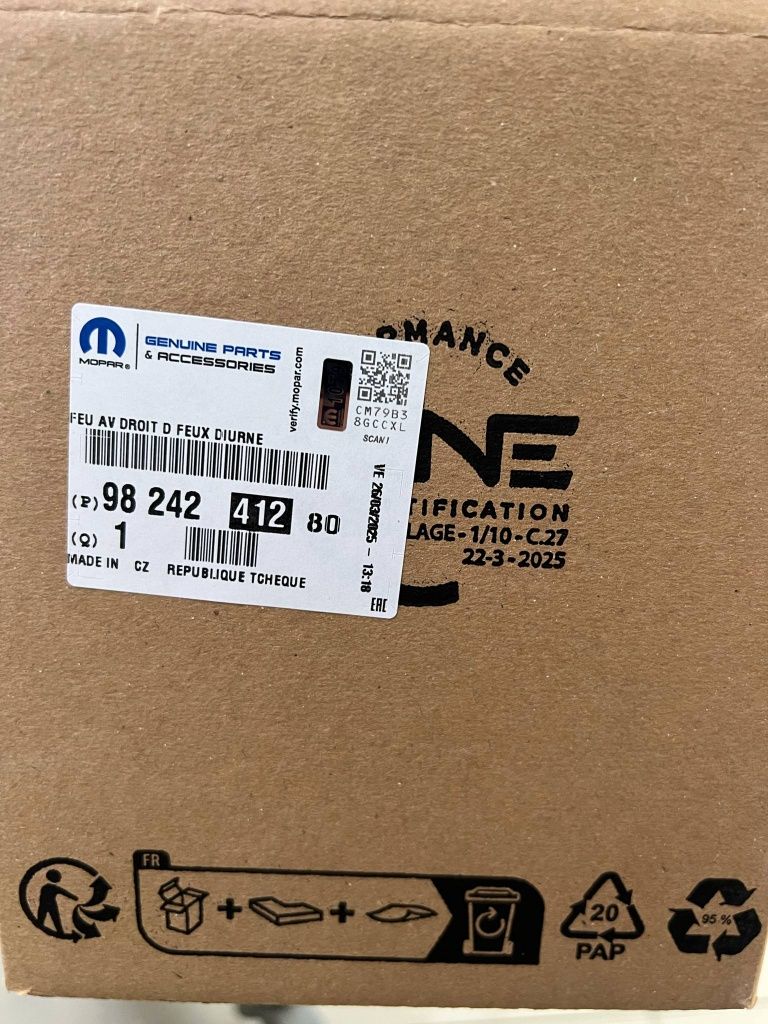 MOPAR®
GENUINE PARTS
& ACCESSORIES
verify.mopar.com
CM79B3
8GCCXL
SCAN!
FEU AV DROIT D FEUX DIURNE
(P) 98 242 412 80
(Q) 1
MADE IN CZ REPUBLIQUE TCHEQUE
VE 26/03/2025 - 13:18
EAC
RMANCE
NE
TIFICATION
LAGE - 1/10 - C.27
22-3-2025
FR
20
PAP
95 %